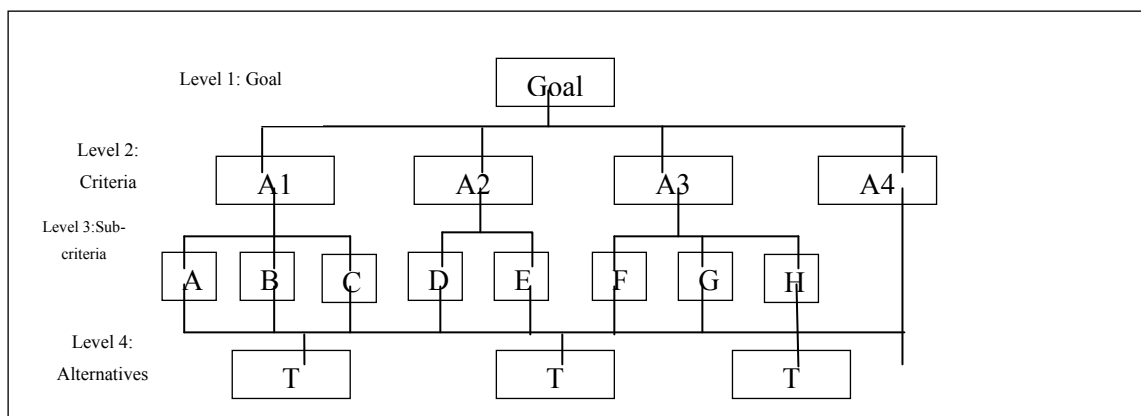 Level 1: Goal
Goal
Level 2:
Criteria
A1
A2
A3
A4
Level 3:Sub-
criteria
A
B
C
D
E
F
G
H
Level 4:
Alternatives
T
T
T